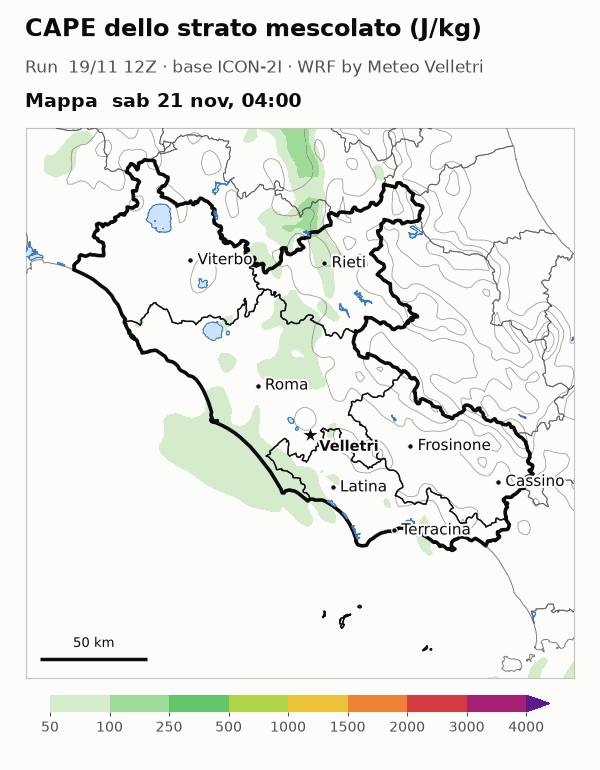 CAPE dello strato mescolato (J/kg)
Run  19/11 12Z · base ICON-2I · WRF by Meteo Velletri
Mappa  sab 21 nov, 04:00
Viterbo
Rieti
Roma
Velletri
Frosinone
Cassino
Latina
Terracina
50 km
50 100 250 500 1000 1500 2000 3000 4000